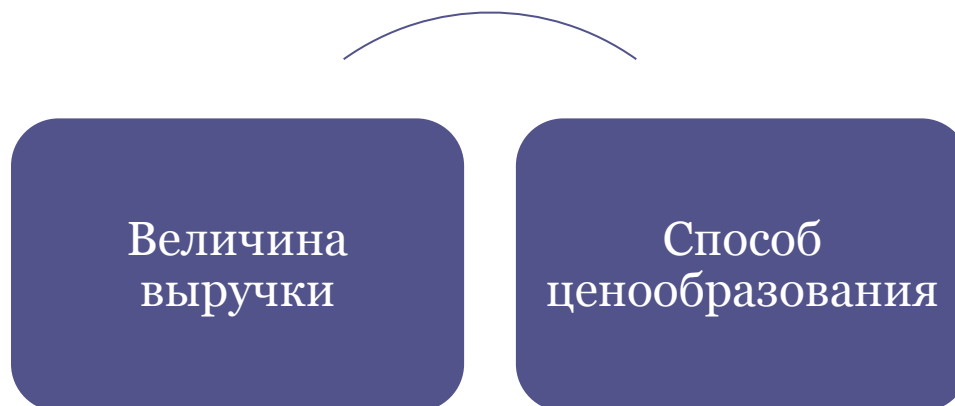 Величина
выручки
Способ
ценообразования